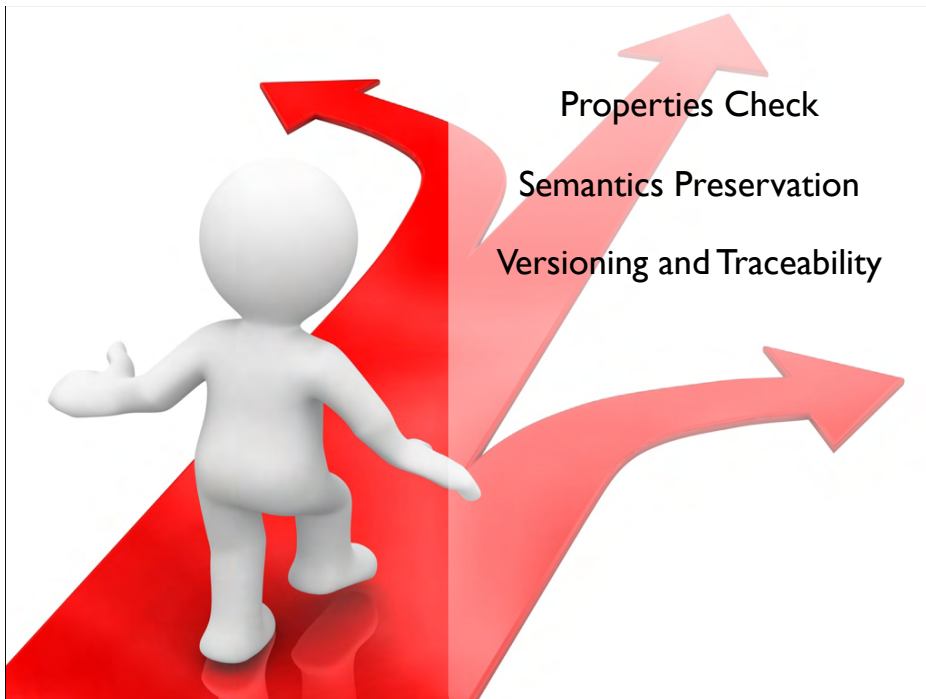 Properties Check
Semantics Preservation
Versioning and Traceability